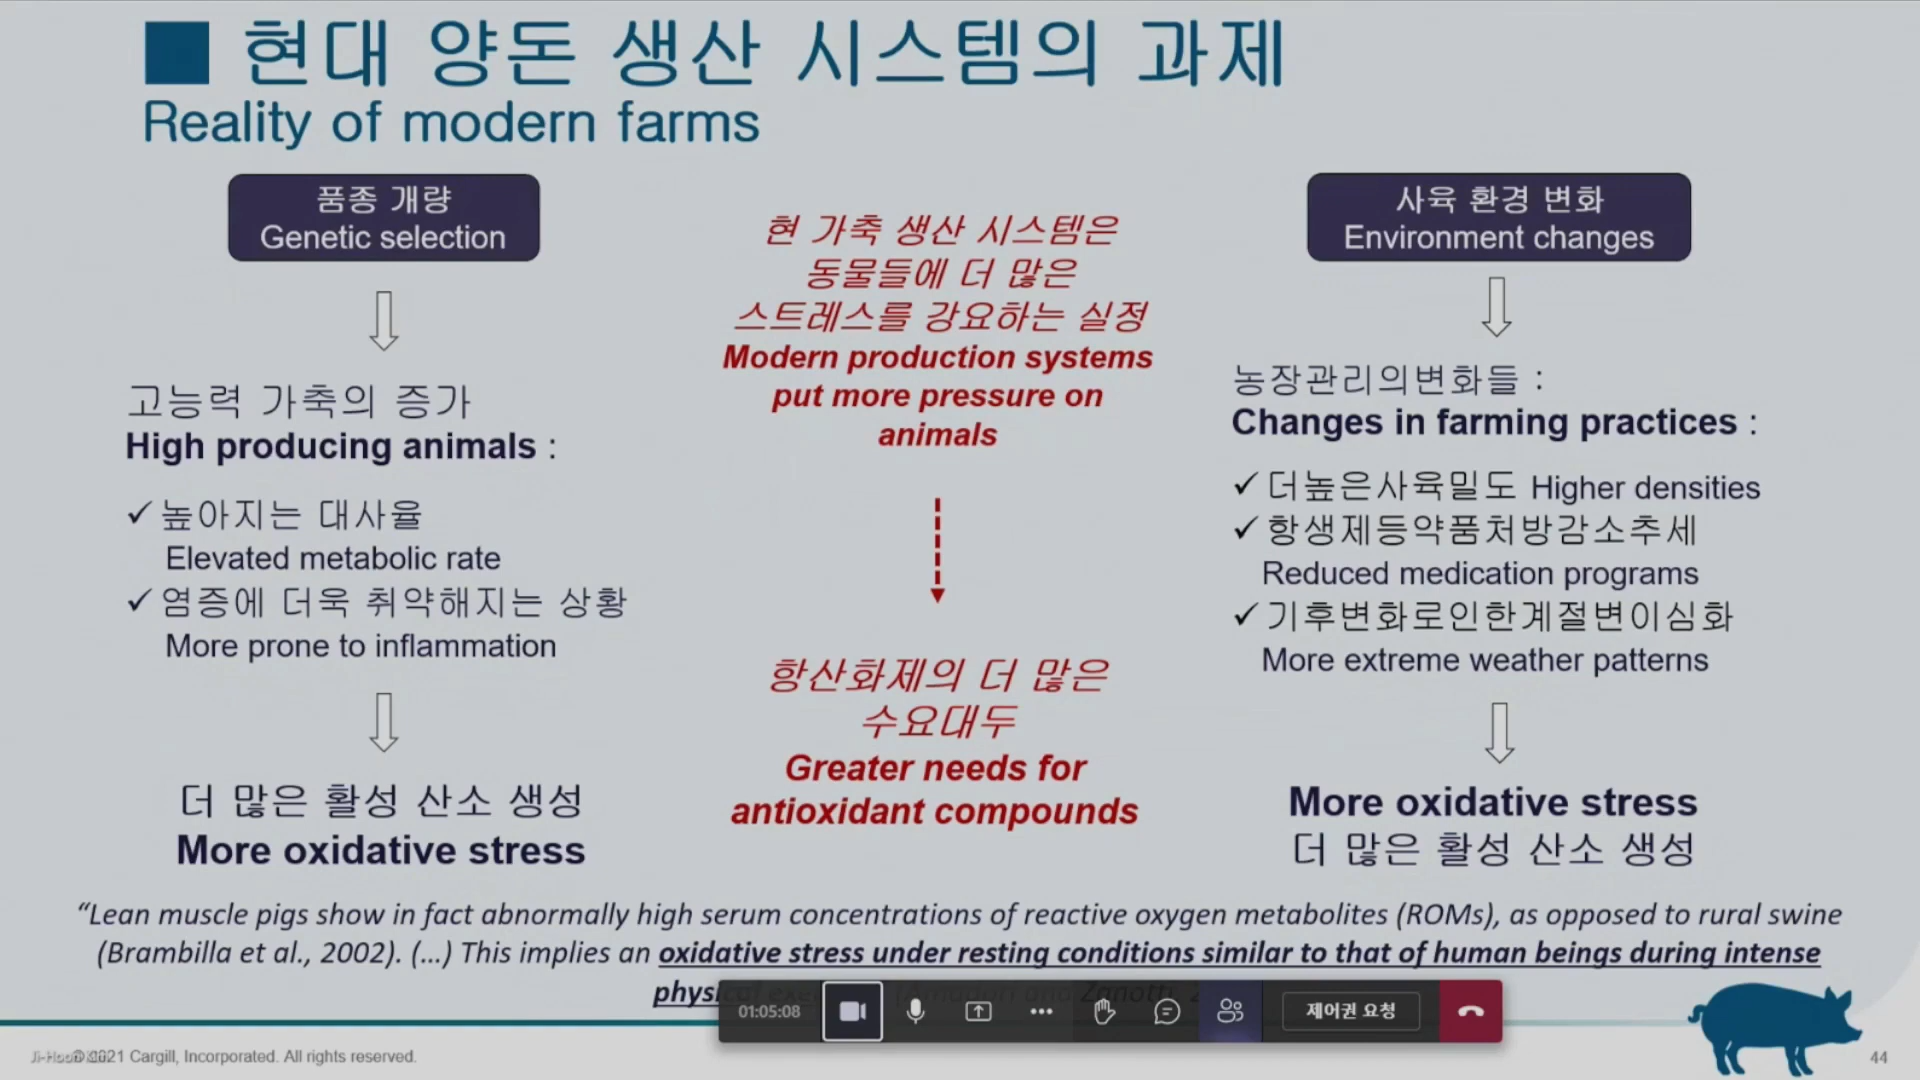 현대 양돈 생산 시스템의 과제
Reality of modern farms
품종 개량
Genetic selection
고능력 가축의 증가
High producing animals :
✓ 높아지는 대사율
Elevated metabolic rate
✓ 염증에 더욱 취약해지는 상황
More prone to inflammation
더 많은 활성 산소 생성
More oxidative stress
현 가축 생산 시스템은
동물들에 더 많은
스트레스를 강요하는 실정
Modern production systems
put more pressure on
animals
항산화제의 더 많은
수요대두
Greater needs for
antioxidant compounds
사육 환경 변화
Environment changes
농장관리의변화들 :
Changes in farming practices :
✓ 더높은사육밀도 Higher densities
✓ 항생제등약품처방감소추세
Reduced medication programs
✓ 기후변화로인한계절변이심화
More extreme weather patterns
More oxidative stress
더 많은 활성 산소 생성
“Lean muscle pigs show in fact abnormally high serum concentrations of reactive oxygen metabolites (ROMs), as opposed to rural swine
(Brambilla et al., 2002). (…) This implies an oxidative stress under resting conditions similar to that of human beings during intense
physical
01:05:08
제어권 요청
2021 Cargill, Incorporated. All rights reserved.
44